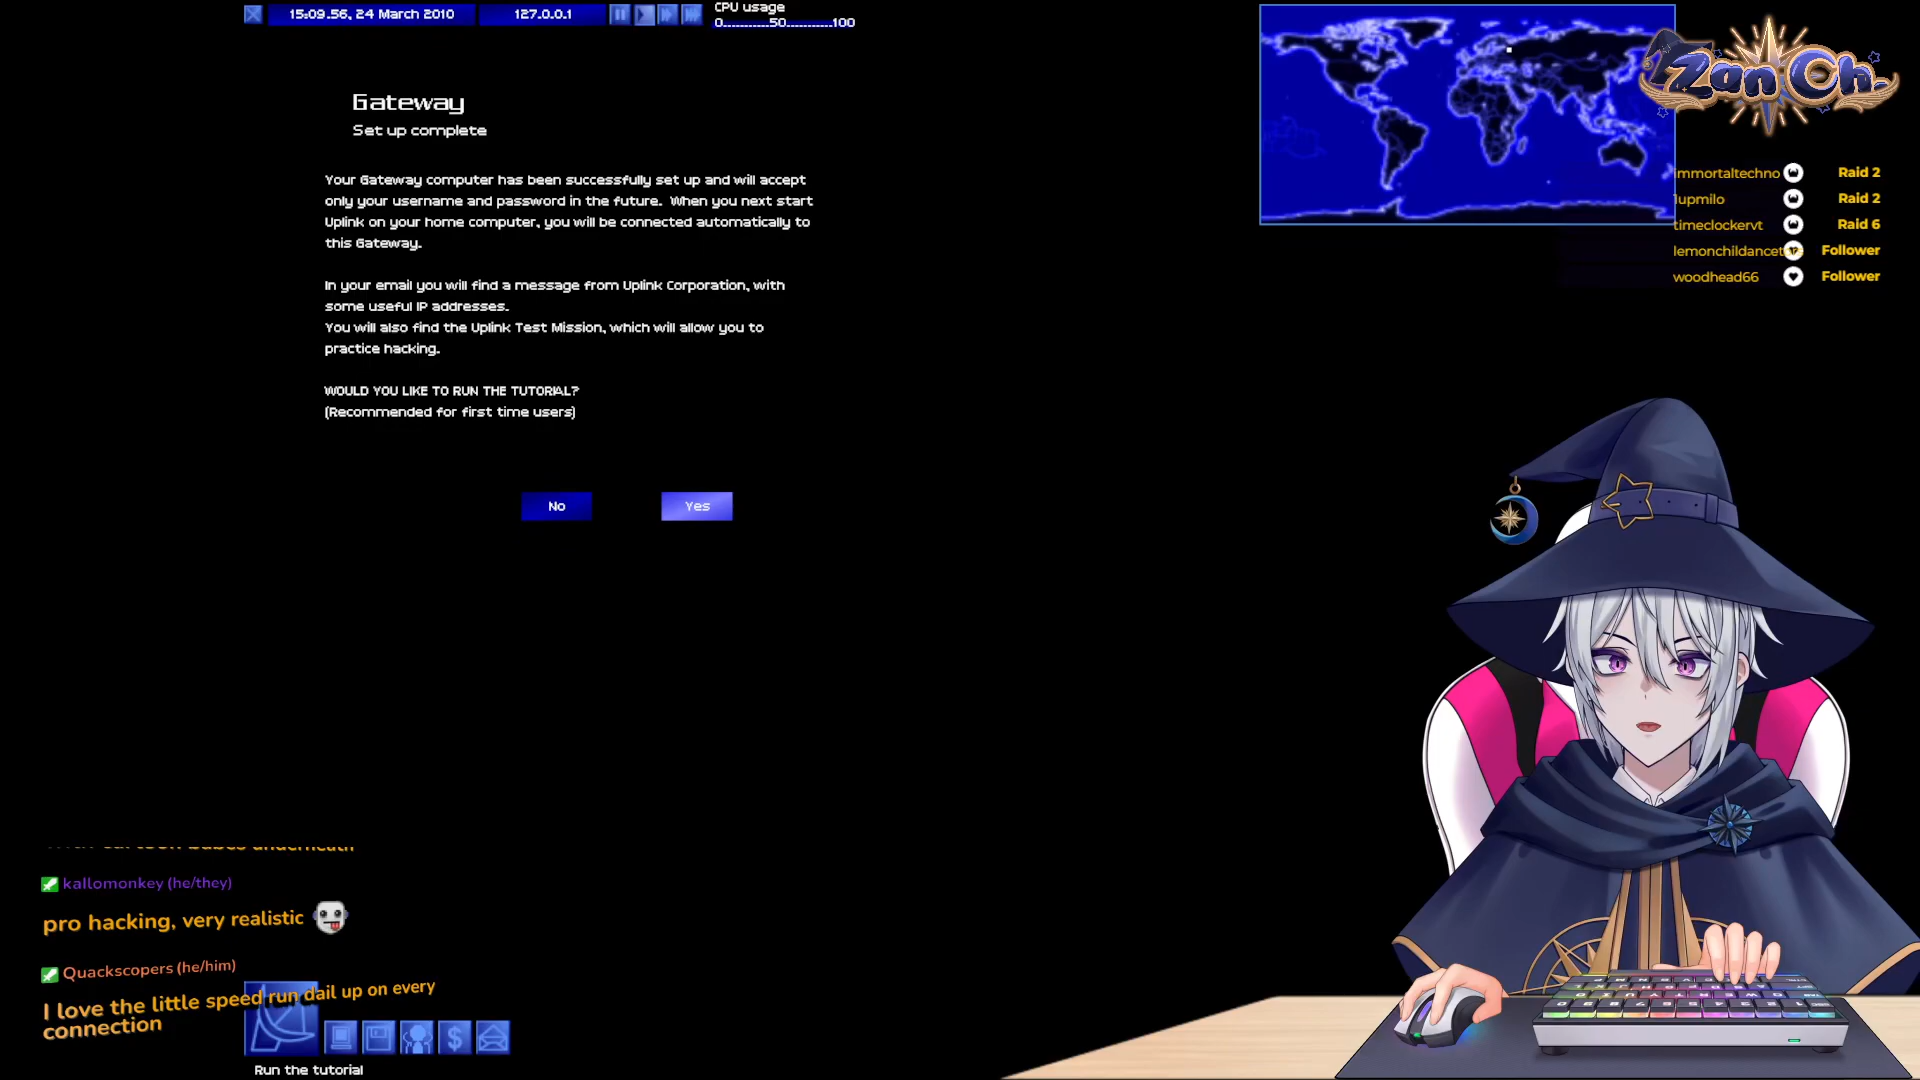 15:09.56, 24 March 2010
127.0.0.1
CPU usage
0...........50...........100
Gateway
Set up complete
Your Gateway computer has been successfully set up and will accept
only your username and password in the future. When you next start
Uplink on your home computer, you will be connected automatically to
this Gateway.
In your email you will find a message from Uplink Corporation, with
some useful IP addresses.
You will also find the Uplink Test Mission, which will allow you to
practice hacking.
WOULD YOU LIKE TO RUN THE TUTORIAL?
(Recommended for first time users)
No
Yes
Zan Ch.
mmortaltechno Raid 2
lupmilo Raid 2
timeclockervt Raid 6
lemonchildancet Follower
woodhead66 Follower
kallomonkey (he/they)
pro hacking, very realistic
Quackscopers (he/him)
I love the little speed run dail up on every
connection
Run the tutorial